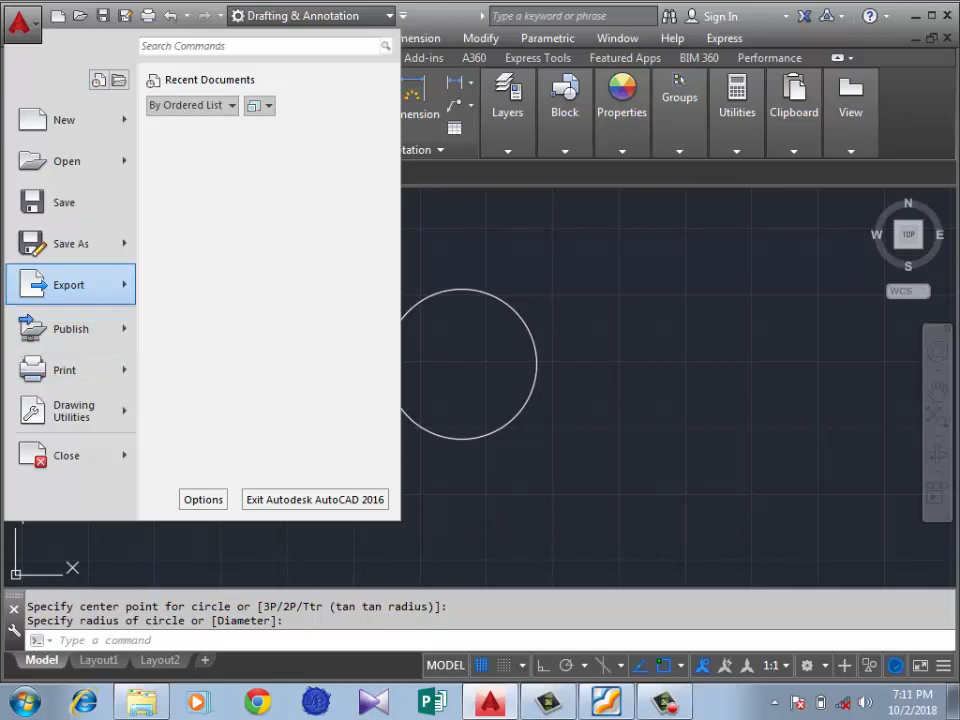 Drafting & Annotation
Type a keyword or phrase
Sign In
mension
Modify
Parametric
Window
Help
Express
Search Commands
Add-ins
A360
Express Tools
Featured Apps
BIM 360
Performance
Recent Documents
By Ordered List
New
Open
Save
Save As
Export
Publish
Print
Drawing
Utilities
Close
Options
Exit Autodesk AutoCAD 2016
mension
Layers
Block
Properties
Groups
Utilities
Clipboard
View
tation
N
W
TOP
E
S
WCS
X
Specify center point for circle or [3P/2P/Ttr (tan tan radius)]:
Specify radius of circle or [Diameter]:
Type a command
Model
Layout1
Layout2
+
MODEL
1:1
7:11 PM
10/2/2018